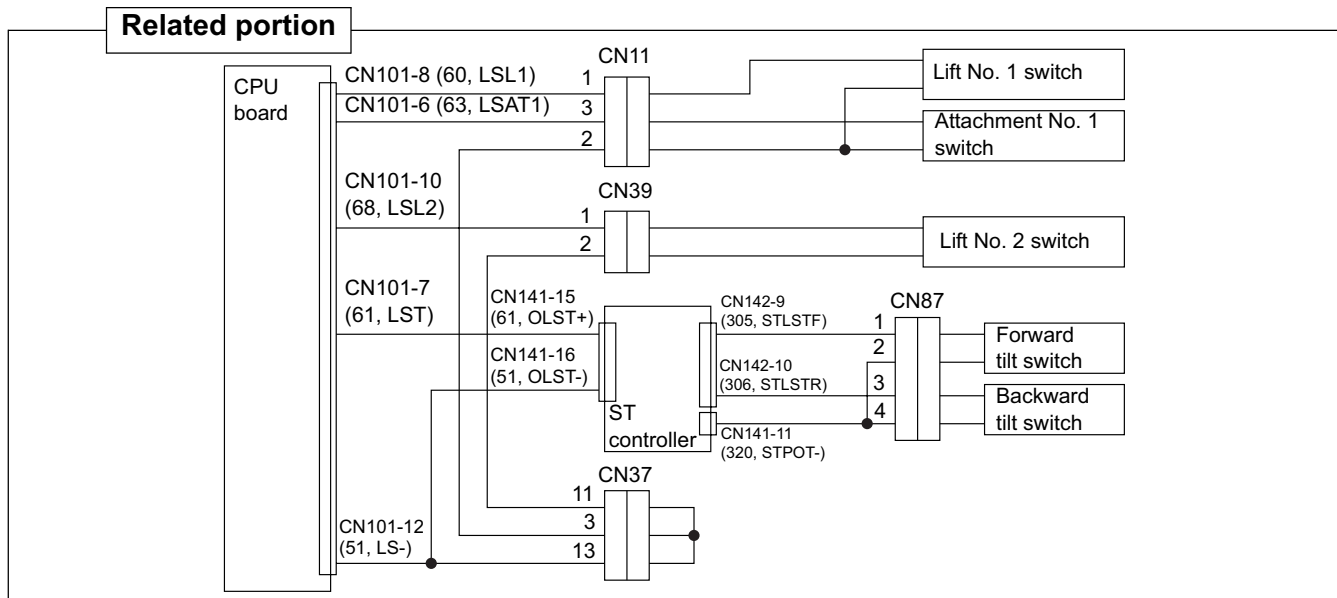 Related portion
CPU
board
CN101-8 (60, LSL1)
CN101-6 (63, LSAT1)
CN11
1
3
2
Lift No. 1 switch
Attachment No. 1
switch
CN101-10
(68, LSL2)
CN39
1
2
Lift No. 2 switch
CN101-7
(61, LST)
CN141-15
(61, OLST+)
CN141-16
(51, OLST-)
ST
controller
CN142-9
(305, STLSTF)
CN142-10
(306, STLSTR)
CN141-11
(320, STPOT-)
CN87
1
2
3
4
Forward
tilt switch
Backward
tilt switch
CN101-12
(51, LS-)
CN37
11
3
13